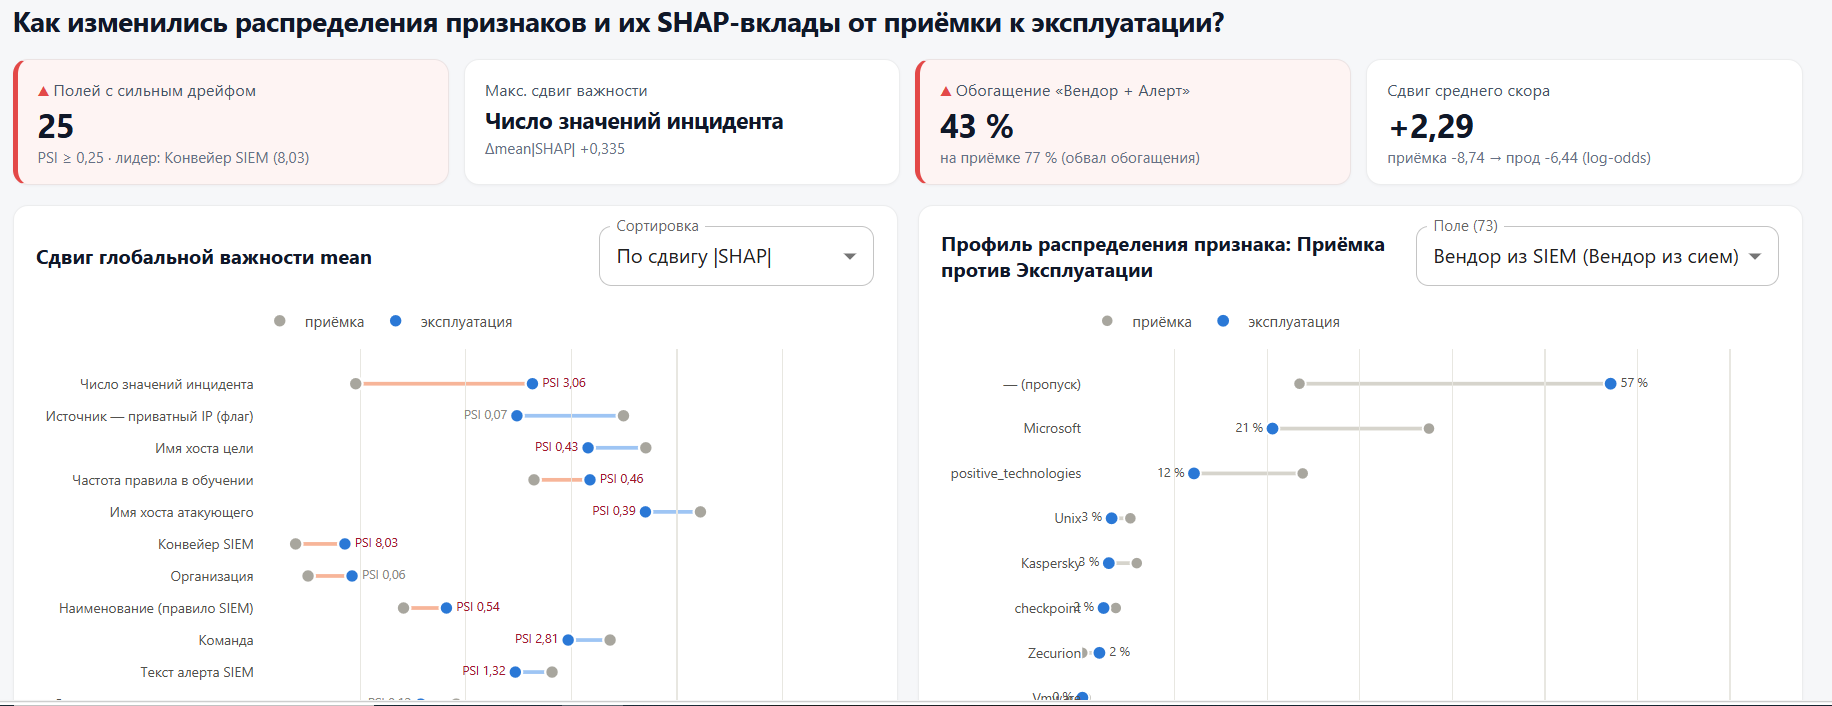 Как изменились распределения признаков и их SHAP-вклады от приёмки к эксплуатации?
▲ Полей с сильным дрейфом
25
PSI ≥ 0,25 · лидер: Конвейер SIEM (8,03)
Макс. сдвиг важности
Число значений инцидента
Δmean|SHAP| +0,335
▲ Обогащение «Вендор + Алерт»
43 %
на приёмке 77 % (обвал обогащения)
Сдвиг среднего скора
+2,29
приёмка -8,74 → прод -6,44 (log-odds)
Сдвиг глобальной важности mean
Сортировка
По сдвигу |SHAP|
приёмка эксплуатация
Число значений инцидента PSI 3,06
Источник — приватный IP (флаг) PSI 0,07
Имя хоста цели PSI 0,43
Частота правила в обучении PSI 0,46
Имя хоста атакующего PSI 0,39
Конвейер SIEM PSI 8,03
Организация PSI 0,06
Наименование (правило SIEM) PSI 0,54
Команда PSI 2,81
Текст алерта SIEM PSI 1,32
Профиль распределения признака: Приёмка
против Эксплуатации
Поле (73)
Вендор из SIEM (Вендор из сием)
приёмка эксплуатация
— (пропуск) 57 %
Microsoft 21 %
positive_technologies 12 %
Unix 3 %
Kaspersky 3 %
checkpoint 2 %
Zecurion 2 %
Vmware 0 %